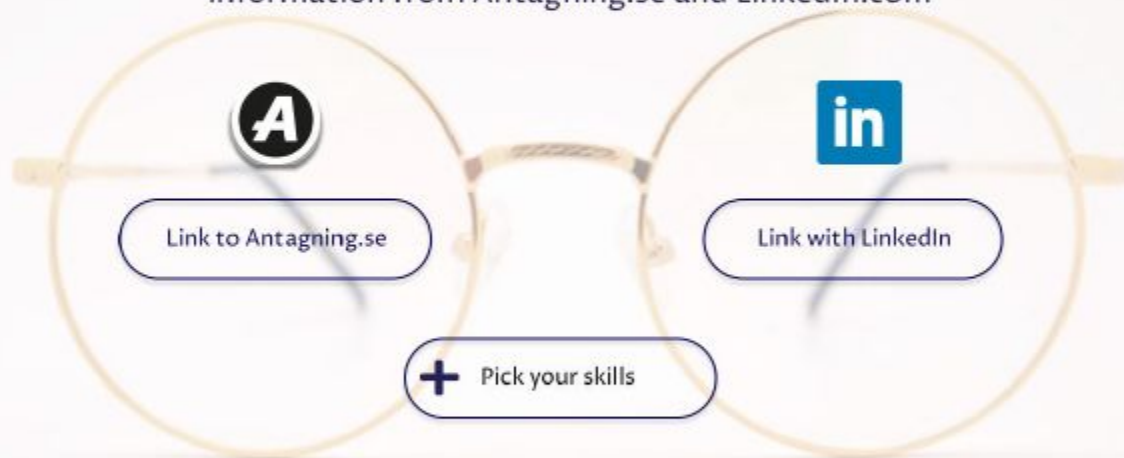 information from Antagning.se and LinkedIn.com
A
in
Link to Antagning.se
Link with LinkedIn
Pick your skills